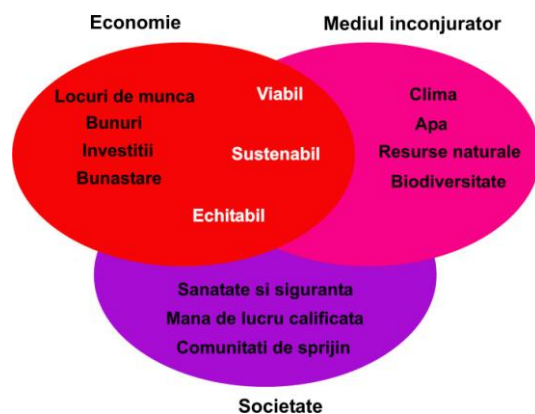 Economie
Mediul inconjurator
Locuri de munca
Bunuri
Investitii
Bunastare
Viabil
Sustenabil
Echitabil
Clima
Apa
Resurse naturale
Biodiversitate
Sanatate si siguranta
Mana de lucru calificata
Comunitati de sprijin
Societate